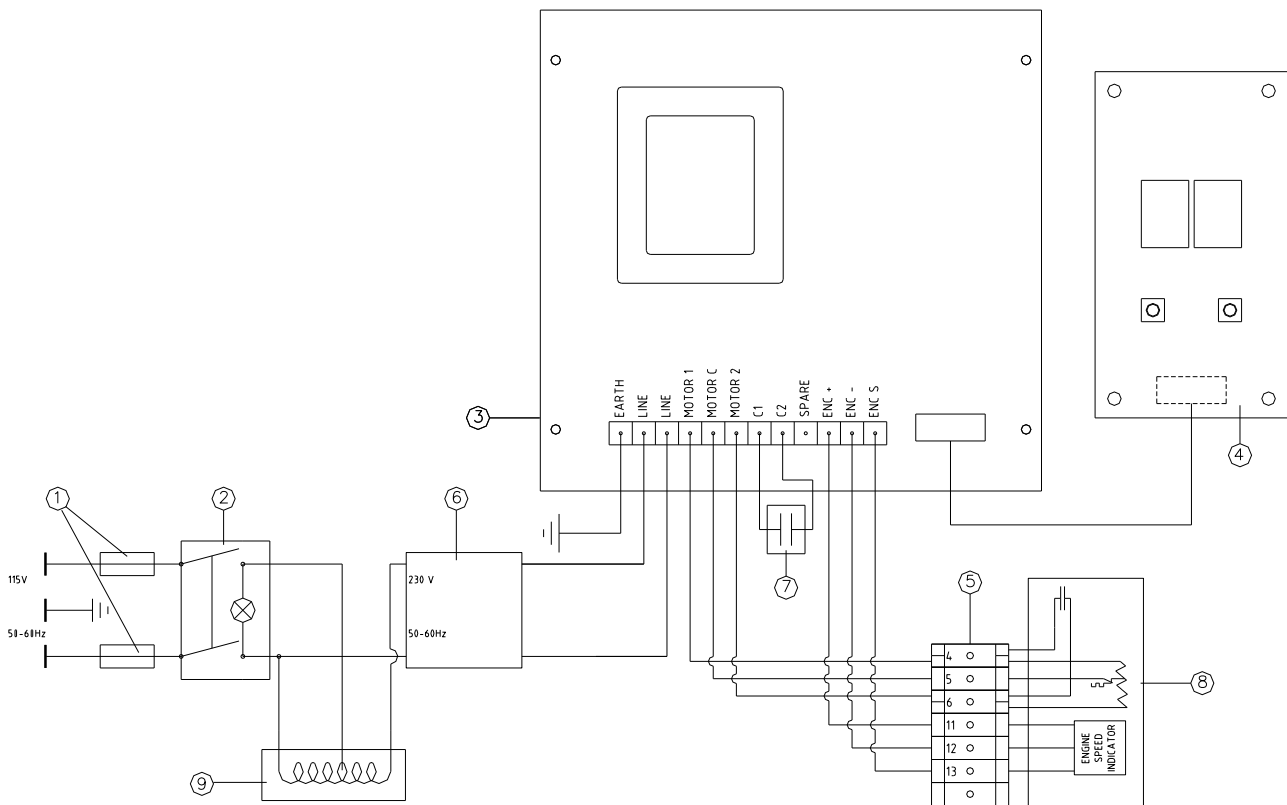 EARTH
LINE
LINE
MOTOR 1
MOTOR C
MOTOR 2
C1
C2
SPARE
ENC +
ENC -
ENC S
3
4
1
2
6
115V
50-60Hz
230 V
50-60Hz
7
5
4
5
6
11
12
13
ENGINE
SPEED
INDICATOR
8
9